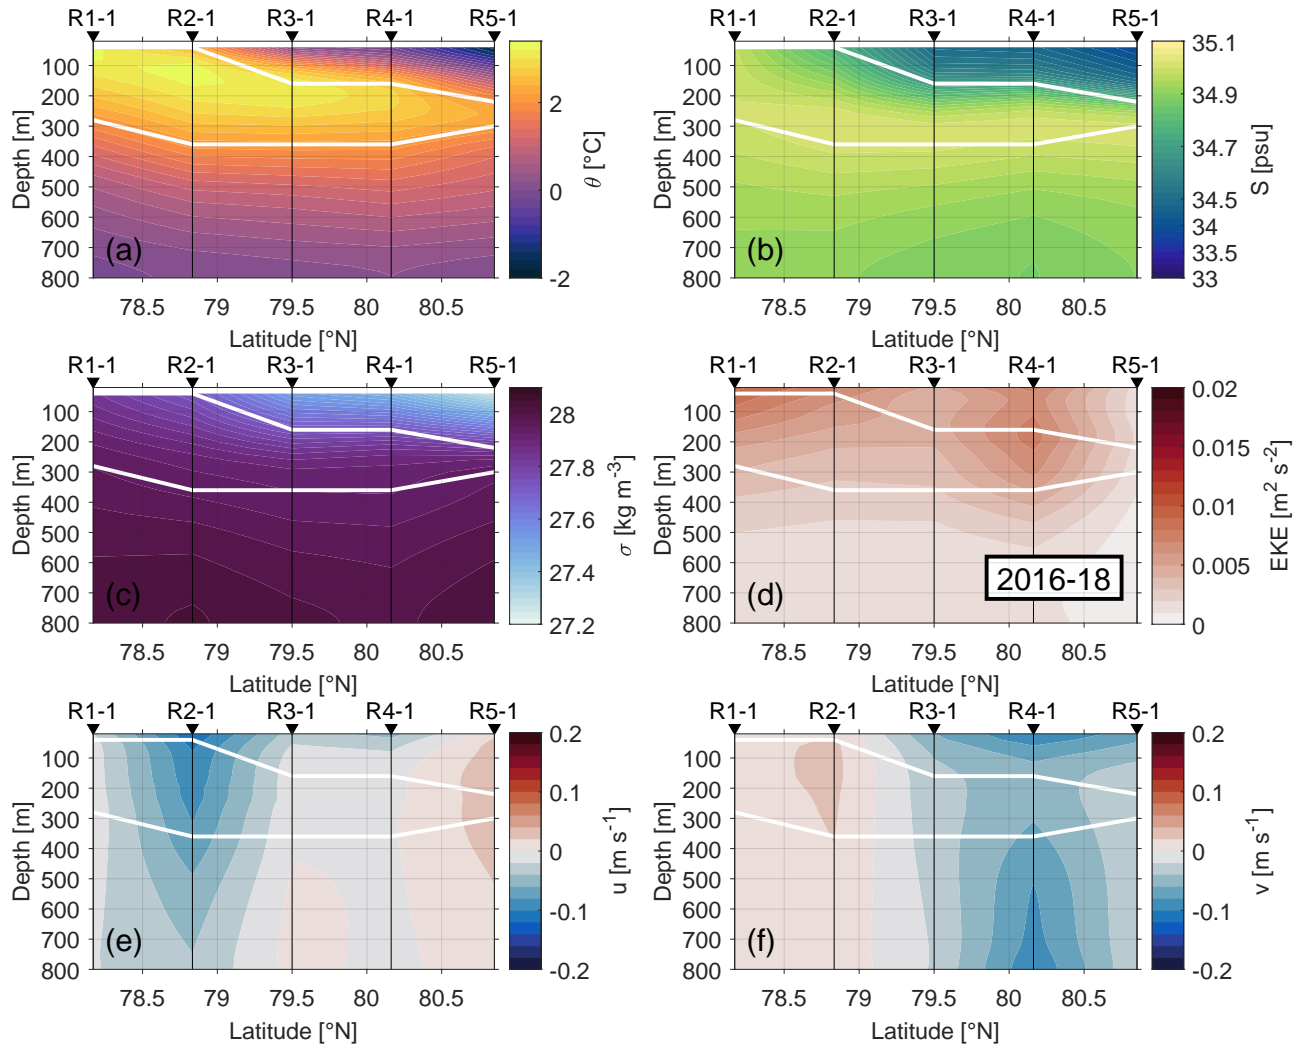 R1-1 R2-1 R3-1 R4-1 R5-1
100
200
300
400
500
600
700
800
Depth [m]
(a)
78.5 79 79.5 80 80.5
Latitude [°N]
2
0
-2
θ [°C]
R1-1 R2-1 R3-1 R4-1 R5-1
100
200
300
400
500
600
700
800
Depth [m]
(b)
78.5 79 79.5 80 80.5
Latitude [°N]
35.1
34.9
34.7
34.4
34
33.5
33
S [psu]
R1-1 R2-1 R3-1 R4-1 R5-1
100
200
300
400
500
600
700
800
Depth [m]
(c)
78.5 79 79.5 80 80.5
Latitude [°N]
28
27.8
27.6
27.4
27.2
σ [kg m-3]
R1-1 R2-1 R3-1 R4-1 R5-1
100
200
300
400
500
600
700
800
Depth [m]
2016-18
(d)
78.5 79 79.5 80 80.5
Latitude [°N]
0.02
0.015
0.01
0.005
0
EKE [m2 s-2]
R1-1 R2-1 R3-1 R4-1 R5-1
100
200
300
400
500
600
700
800
Depth [m]
(e)
78.5 79 79.5 80 80.5
Latitude [°N]
0.2
0.1
0
-0.1
-0.2
u [m s-1]
R1-1 R2-1 R3-1 R4-1 R5-1
100
200
300
400
500
600
700
800
Depth [m]
(f)
78.5 79 79.5 80 80.5
Latitude [°N]
0.2
0.1
0
-0.1
-0.2
v [m s-1]